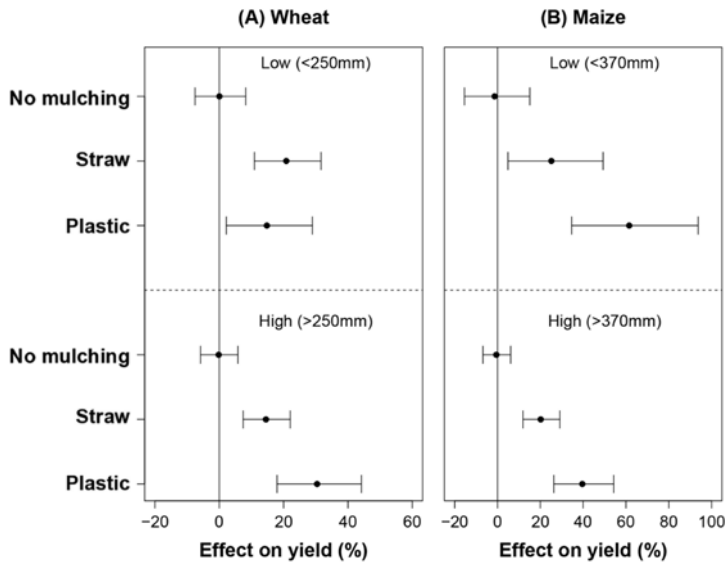 (A) Wheat
(B) Maize
Low (<250mm)
Low (<370mm)
No mulching
Straw
Plastic
High (>250mm)
High (>370mm)
No mulching
Straw
Plastic
−20 0 20 40 60
−20 0 20 40 60 80 100
Effect on yield (%)
Effect on yield (%)